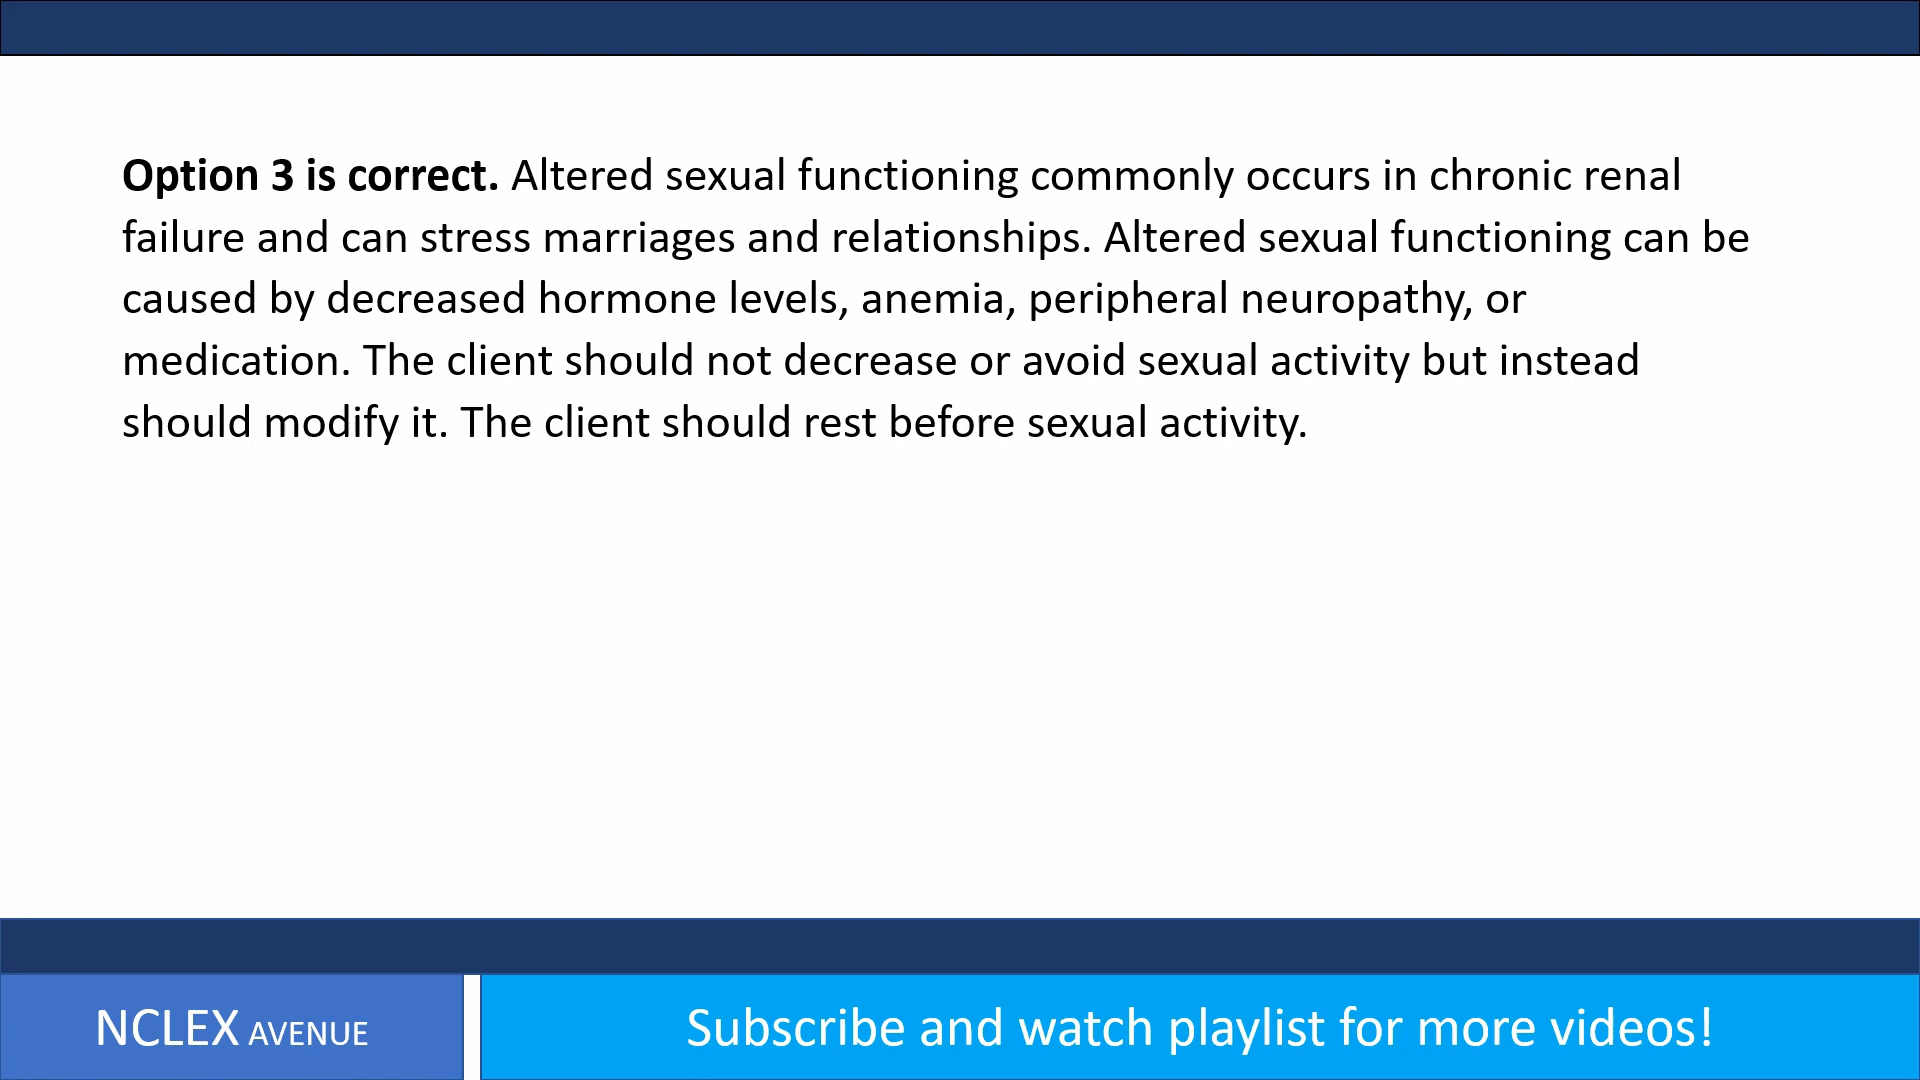 Option 3 is correct. Altered sexual functioning commonly occurs in chronic renal
failure and can stress marriages and relationships. Altered sexual functioning can be
caused by decreased hormone levels, anemia, peripheral neuropathy, or
medication. The client should not decrease or avoid sexual activity but instead
should modify it. The client should rest before sexual activity.
NCLEX AVENUE
Subscribe and watch playlist for more videos!